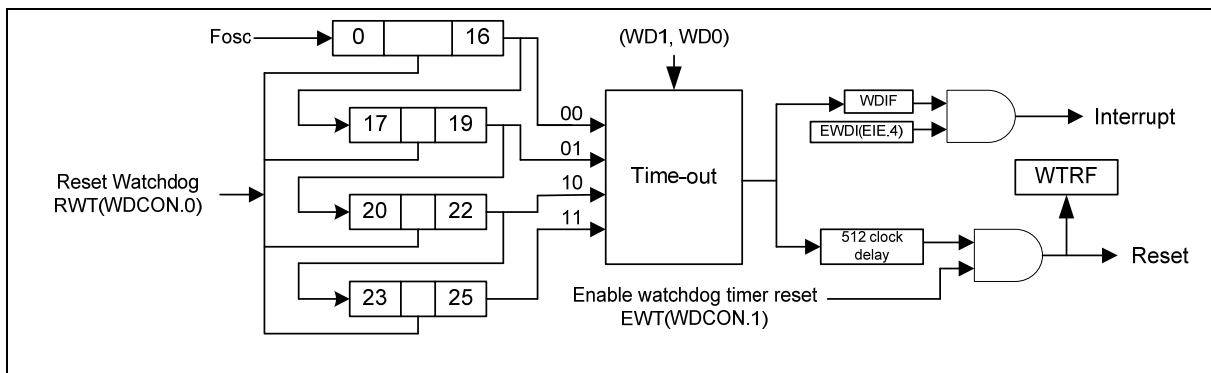 Fosc
0 16
(WD1, WD0)
17 19
00
WDIF
EWDI(EIE.4)
Interrupt
01
Time-out
Reset Watchdog
RWT(WDCON.0)
10
WTRF
20 22
11
512 clock
delay
Reset
23 25
Enable watchdog timer reset
EWT(WDCON.1)